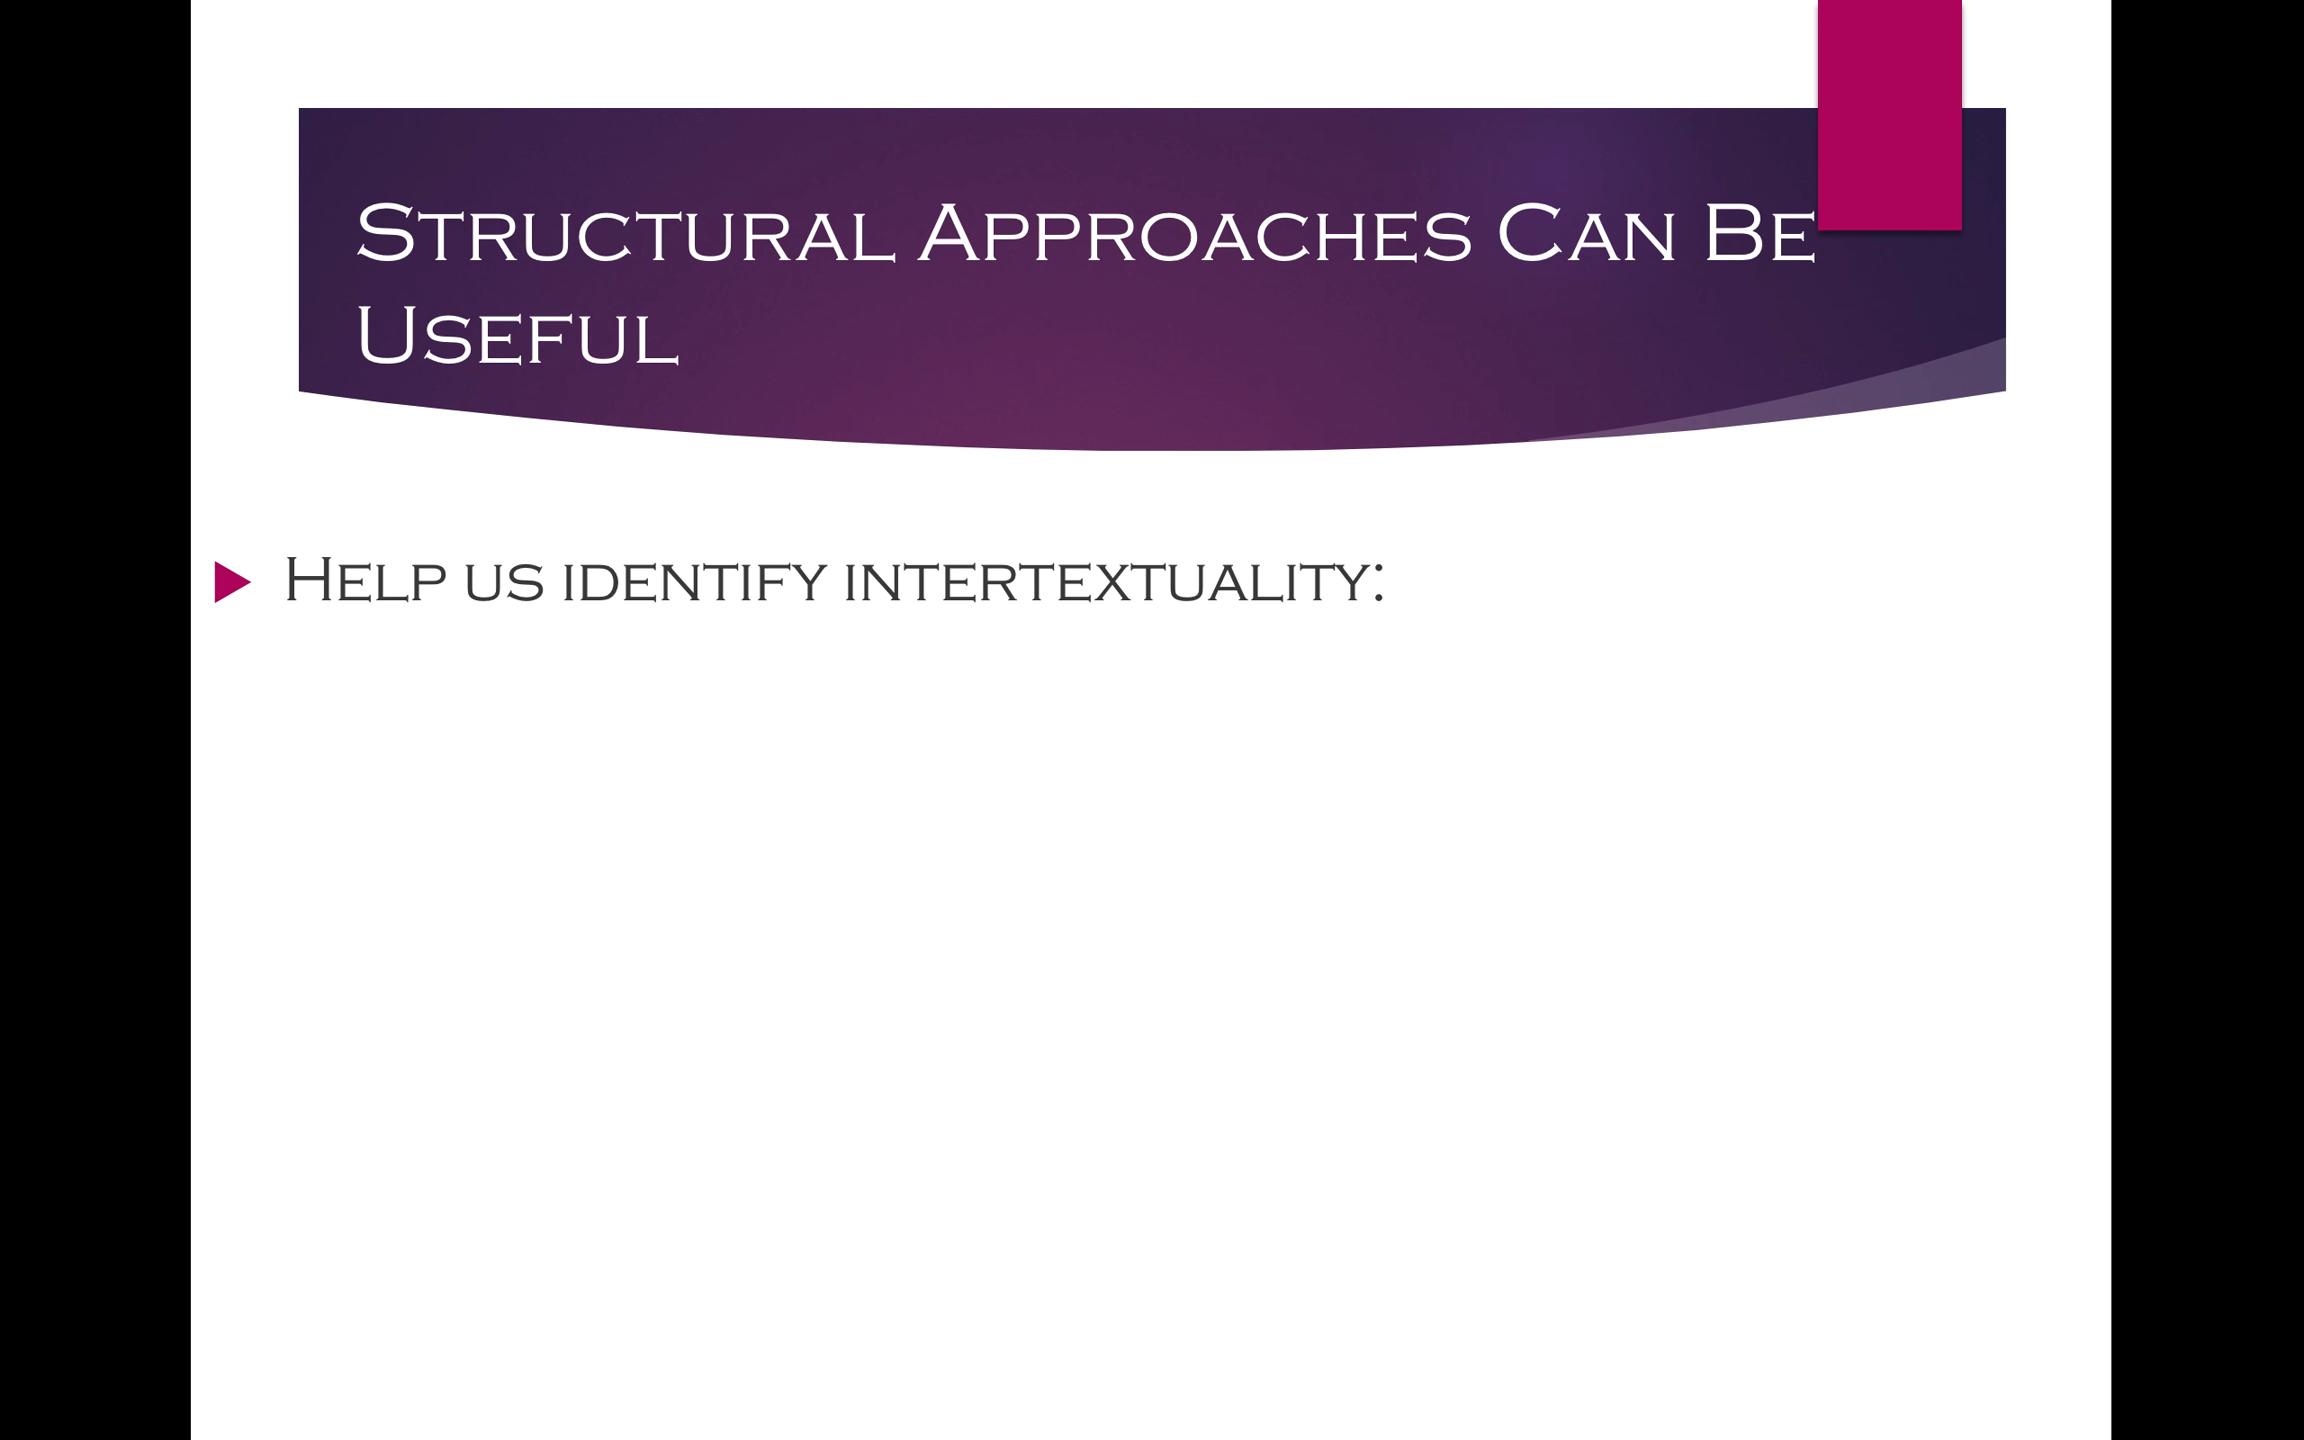 Structural Approaches Can Be
Useful
Help us identify intertextuality: